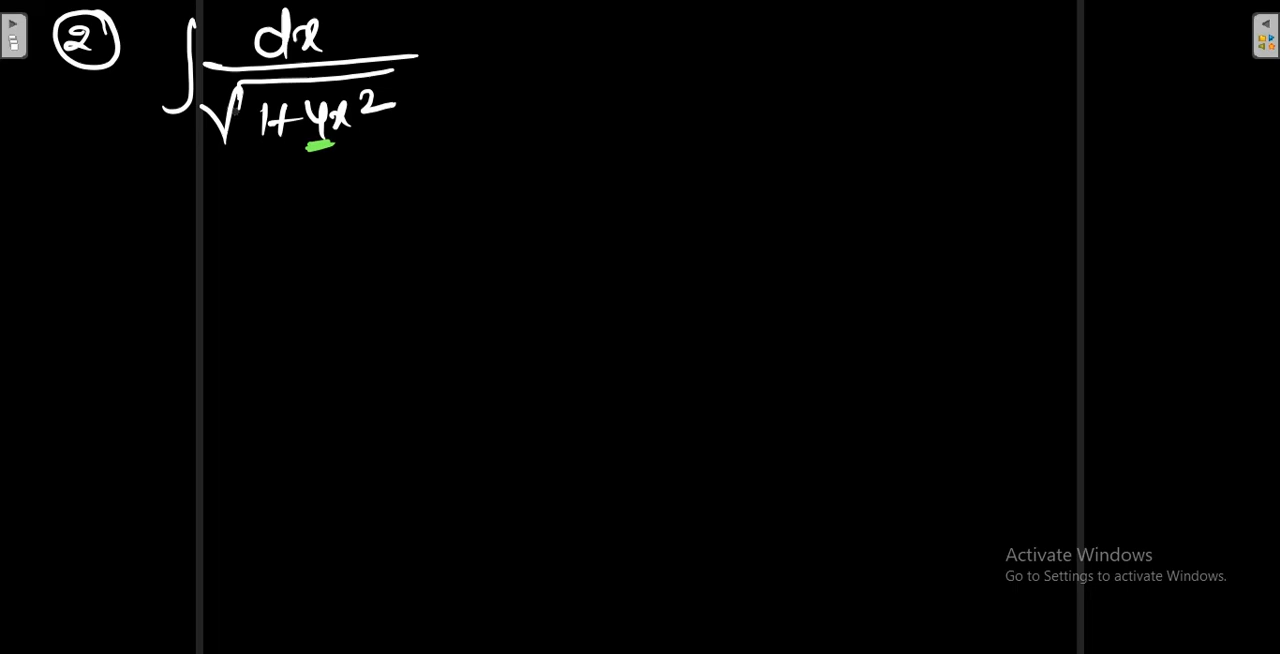 ② ∫ dx / √(1+4x²)
Activate Windows
Go to Settings to activate Windows.